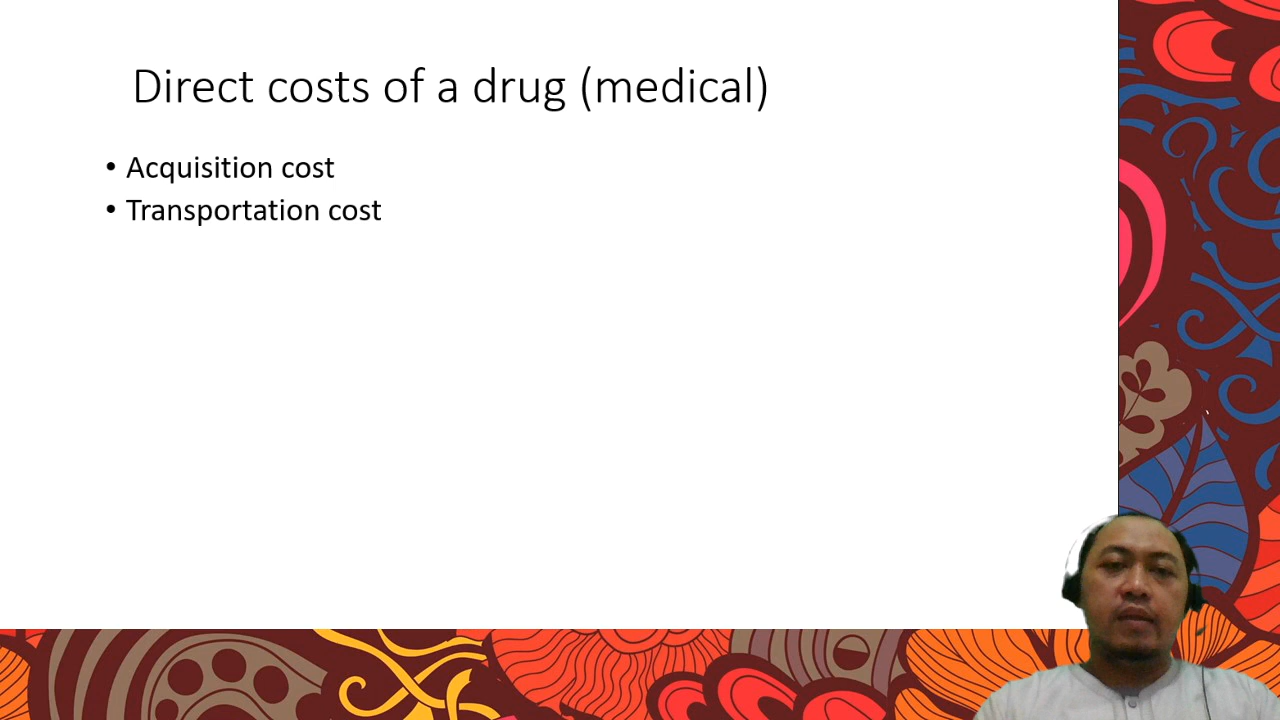 Direct costs of a drug (medical)
• Acquisition cost
• Transportation cost